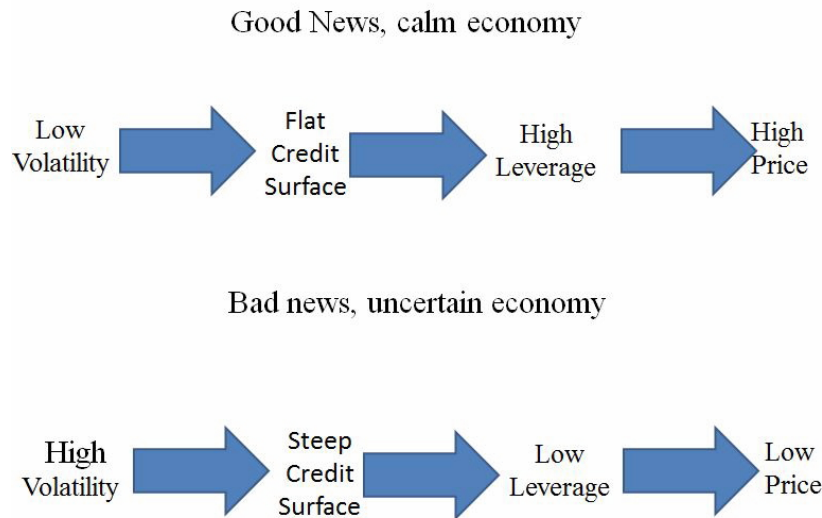 Good News, calm economy
Low
Volatility
Flat
Credit
Surface
High
Leverage
High
Price
Bad news, uncertain economy
High
Volatility
Steep
Credit
Surface
Low
Leverage
Low
Price